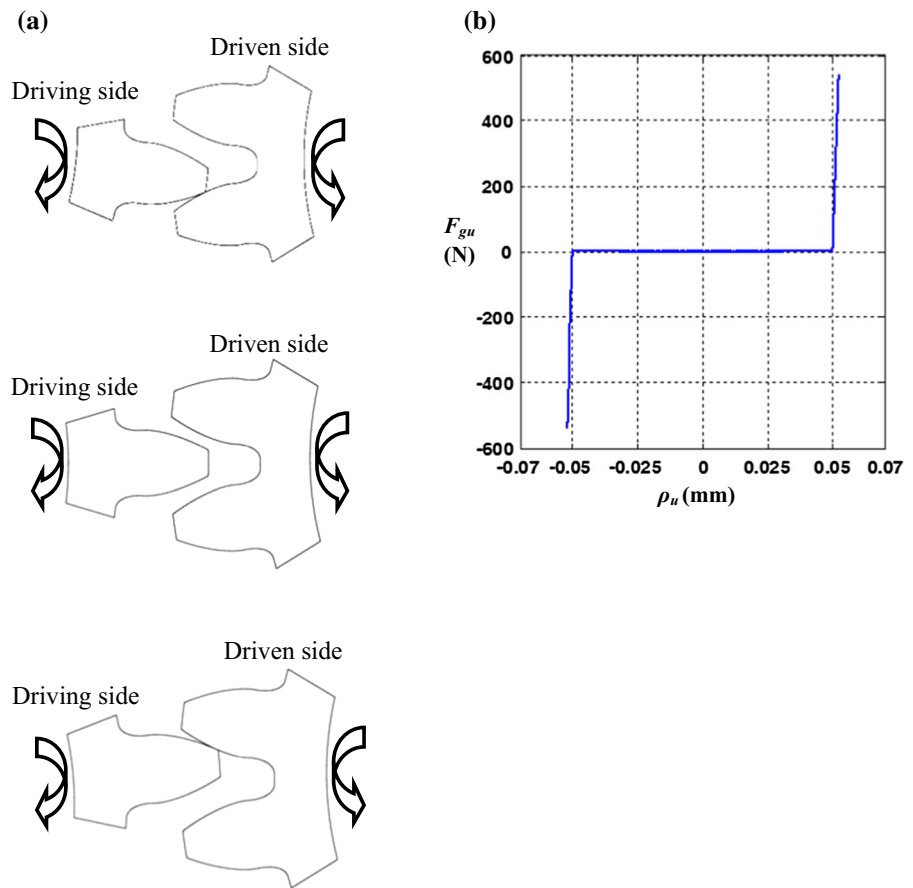 (a)
Driven side
Driving side
Driven side
Driving side
Driven side
Driving side
(b)
600
400
200
0
-200
-400
-600
F_gu
(N)
-0.07 -0.05 -0.025 0 0.025 0.05 0.07
ρ_u (mm)